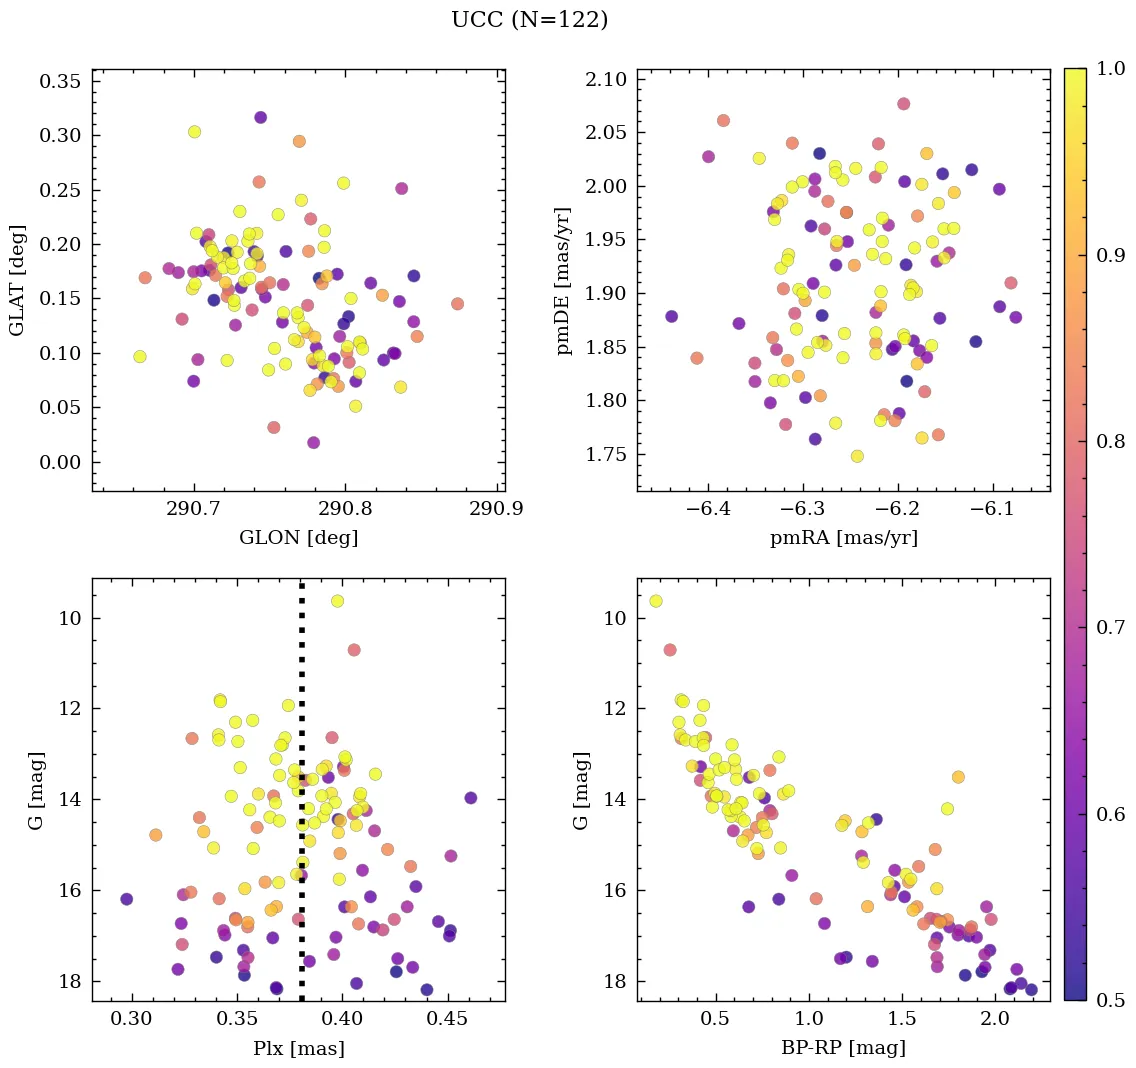 UCC (N=122)
0.35
0.30
0.25
0.20
0.15
0.10
0.05
0.00
GLAT [deg]
290.7 290.8 290.9
GLON [deg]
2.10
2.05
2.00
1.95
1.90
1.85
1.80
1.75
pmDE [mas/yr]
−6.4 −6.3 −6.2 −6.1
pmRA [mas/yr]
10
12
14
16
18
G [mag]
0.30 0.35 0.40 0.45
Plx [mas]
10
12
14
16
18
G [mag]
0.5 1.0 1.5 2.0
BP-RP [mag]
1.0
0.9
0.8
0.7
0.6
0.5